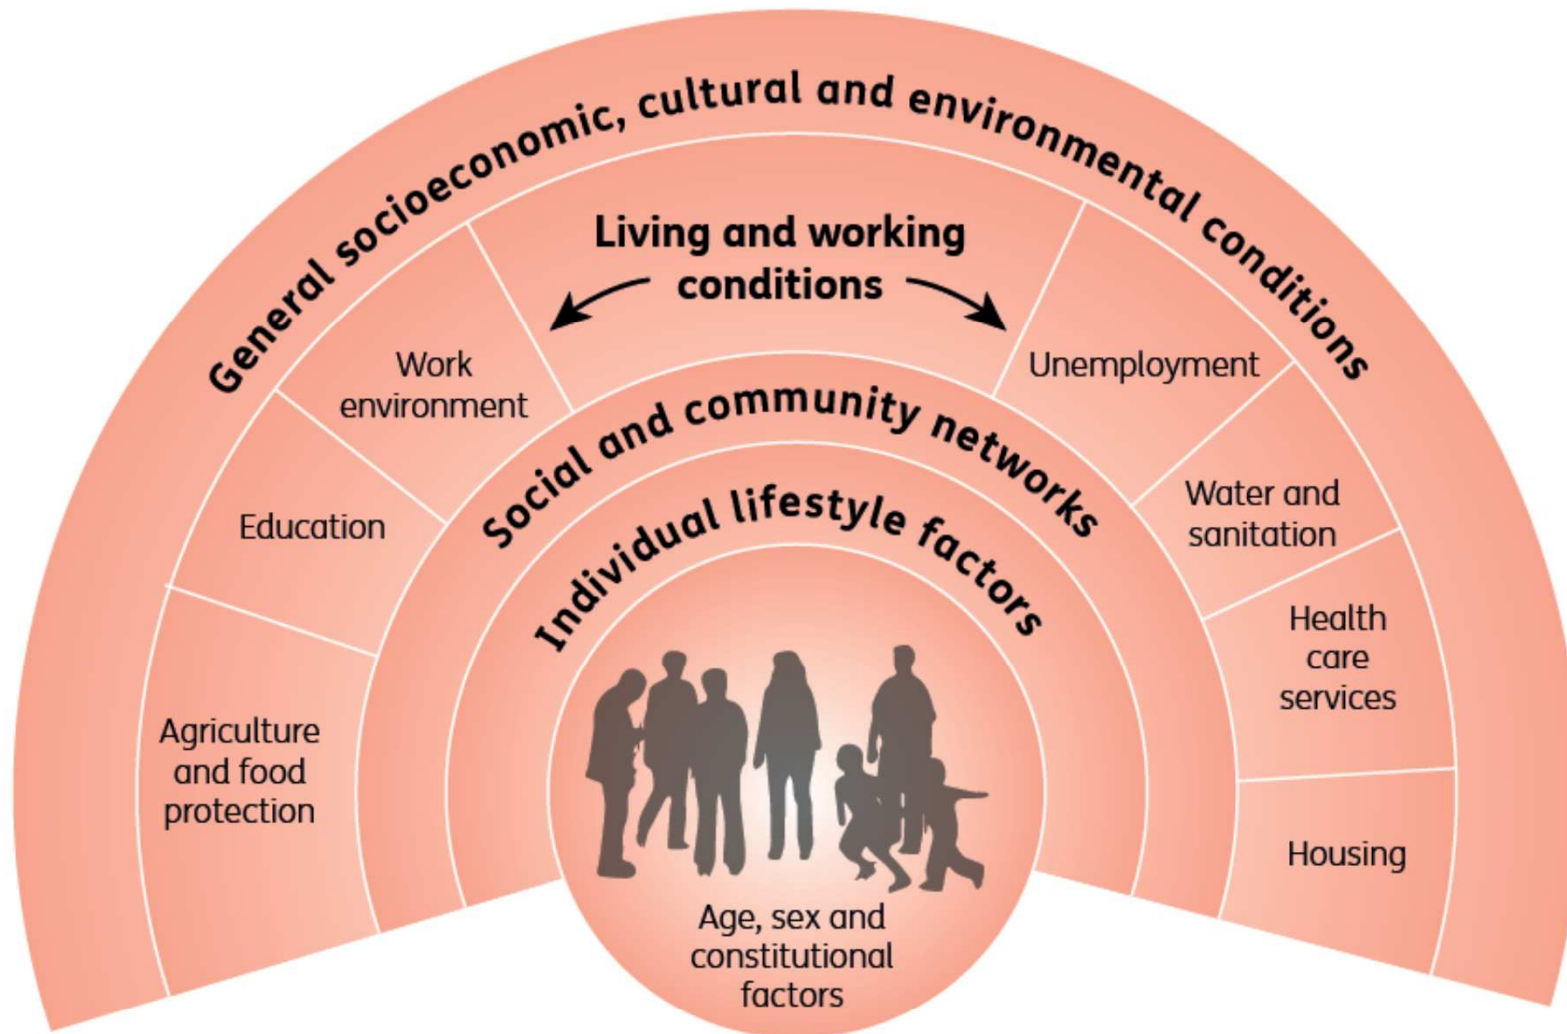 General socioeconomic, cultural and environmental conditions
Living and working
conditions
Work
environment
Unemployment
Social and community networks
Education
Water and
sanitation
Individual lifestyle factors
Health
care
services
Agriculture
and food
protection
Housing
Age, sex and
constitutional
factors